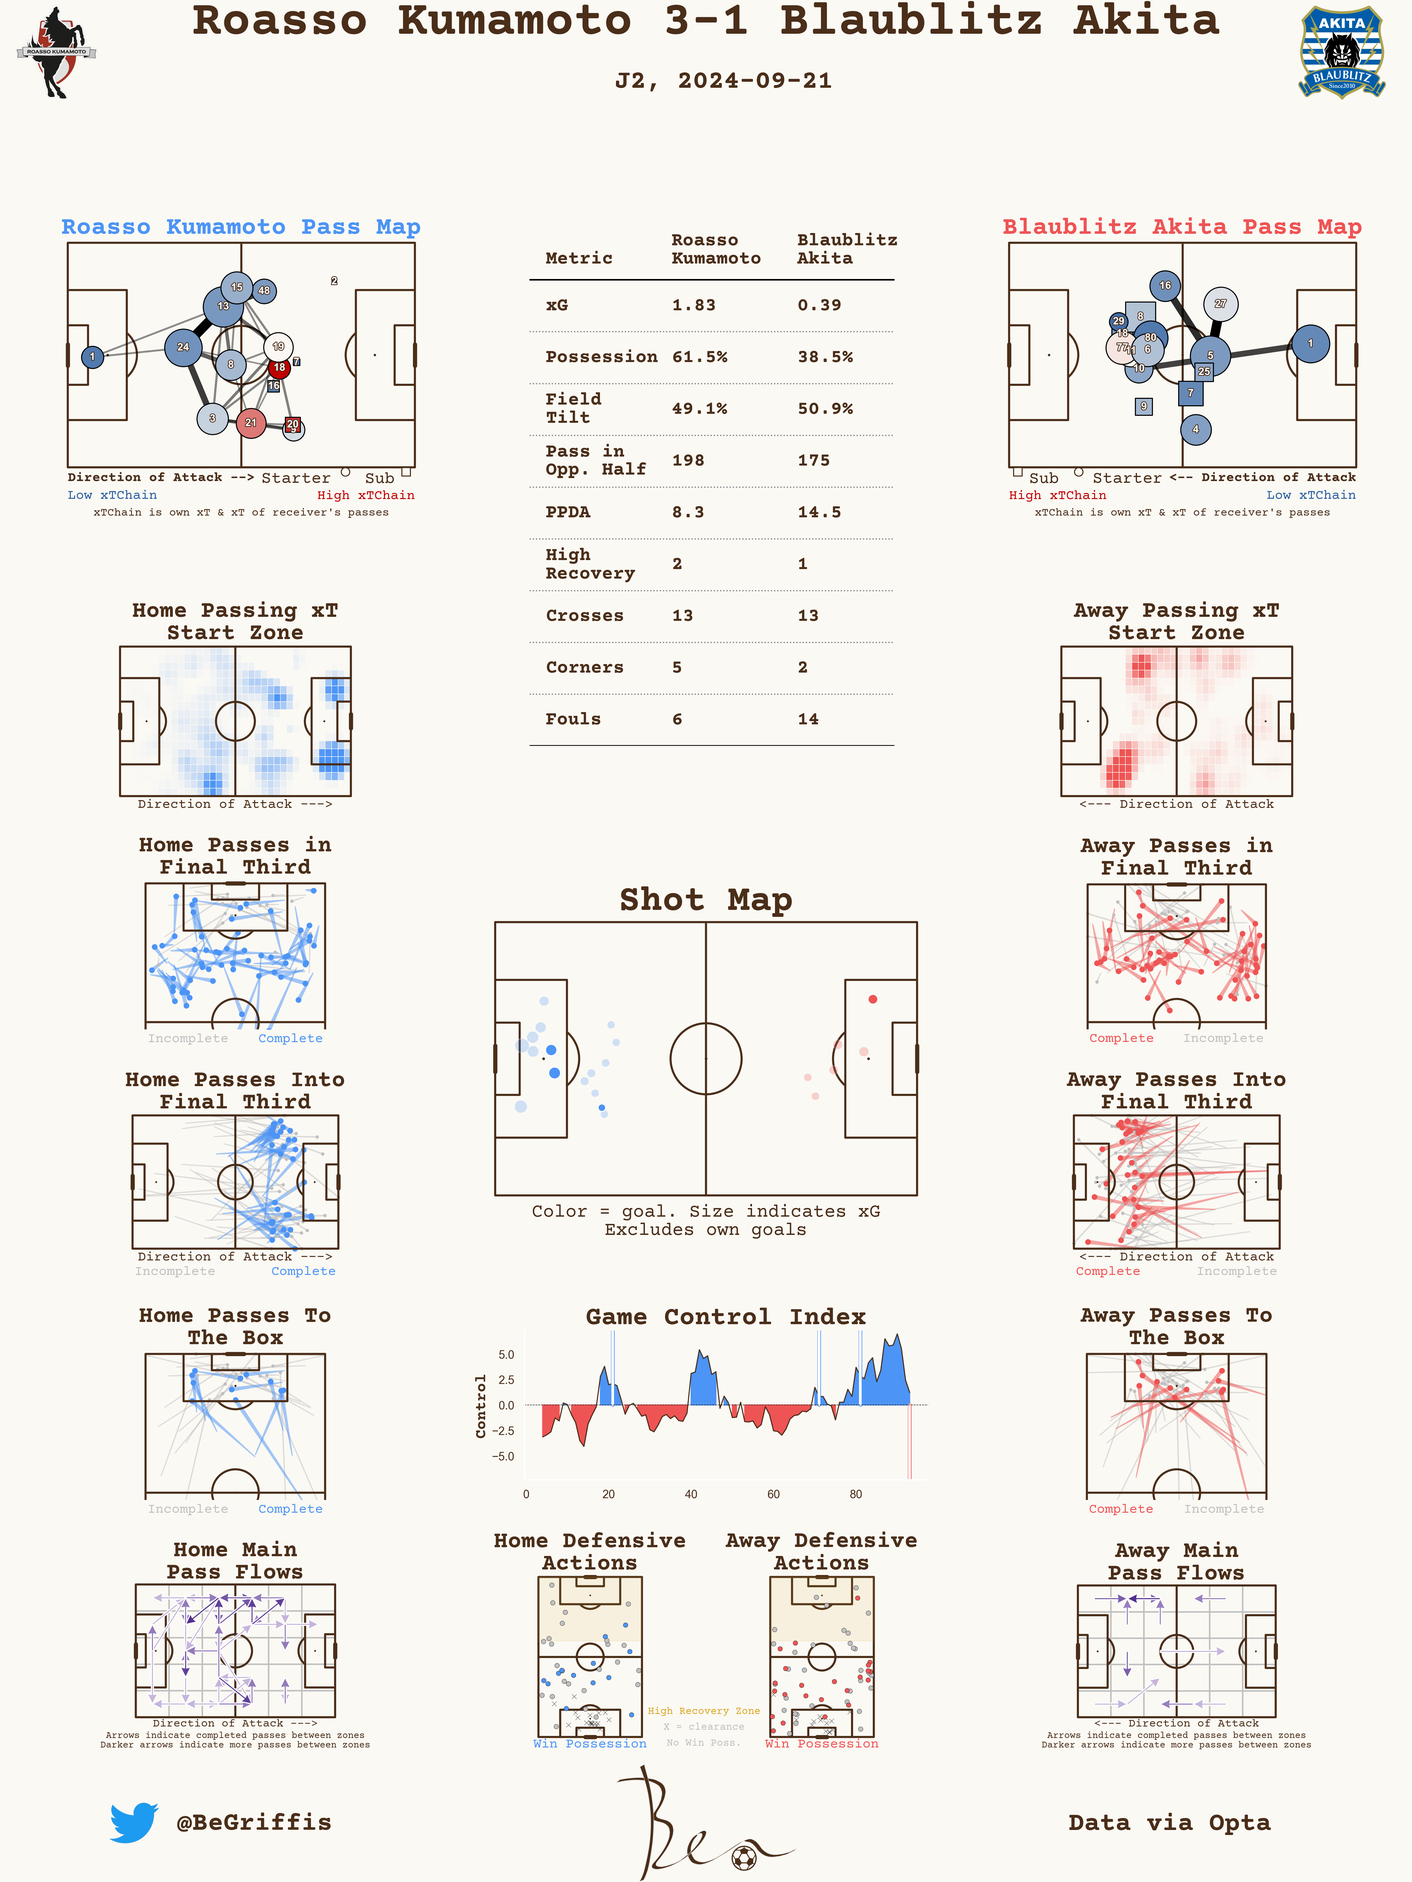 Roasso Kumamoto 3-1 Blaublitz Akita
J2, 2024-09-21
ROASSO KUMAMOTO
AKITA
BLAUBLITZ
Since2010
Roasso Kumamoto Pass Map
1
24
13
15
48
8
3
21
19
18
7
16
20
2
Direction of Attack --> Starter Sub
Low xTChain High xTChain
xTChain is own xT & xT of receiver's passes
Metric Roasso Kumamoto Blaublitz Akita
xG 1.83 0.39
Possession 61.5% 38.5%
Field Tilt 49.1% 50.9%
Pass in Opp. Half 198 175
PPDA 8.3 14.5
High Recovery 2 1
Crosses 13 13
Corners 5 2
Fouls 6 14
Blaublitz Akita Pass Map
16
27
29
8
18
80
77
6
10
5
25
7
9
4
1
Sub Starter <-- Direction of Attack
High xTChain Low xTChain
xTChain is own xT & xT of receiver's passes
Home Passing xT
Start Zone
Direction of Attack --->
Away Passing xT
Start Zone
<--- Direction of Attack
Home Passes in
Final Third
Incomplete Complete
Away Passes in
Final Third
Complete Incomplete
Shot Map
Color = goal. Size indicates xG
Excludes own goals
Home Passes Into
Final Third
Direction of Attack --->
Incomplete Complete
Away Passes Into
Final Third
<--- Direction of Attack
Complete Incomplete
Home Passes To
The Box
Incomplete Complete
Game Control Index
Control
5.0
2.5
0.0
−2.5
−5.0
0 20 40 60 80
Away Passes To
The Box
Complete Incomplete
Home Main
Pass Flows
Direction of Attack --->
Arrows indicate completed passes between zones
Darker arrows indicate more passes between zones
Home Defensive
Actions
Win Possession
Away Defensive
Actions
Win Possession
High Recovery Zone
X = clearance
No Win Poss.
Away Main
Pass Flows
<--- Direction of Attack
Arrows indicate completed passes between zones
Darker arrows indicate more passes between zones
@BeGriffis
Ben
Data via Opta